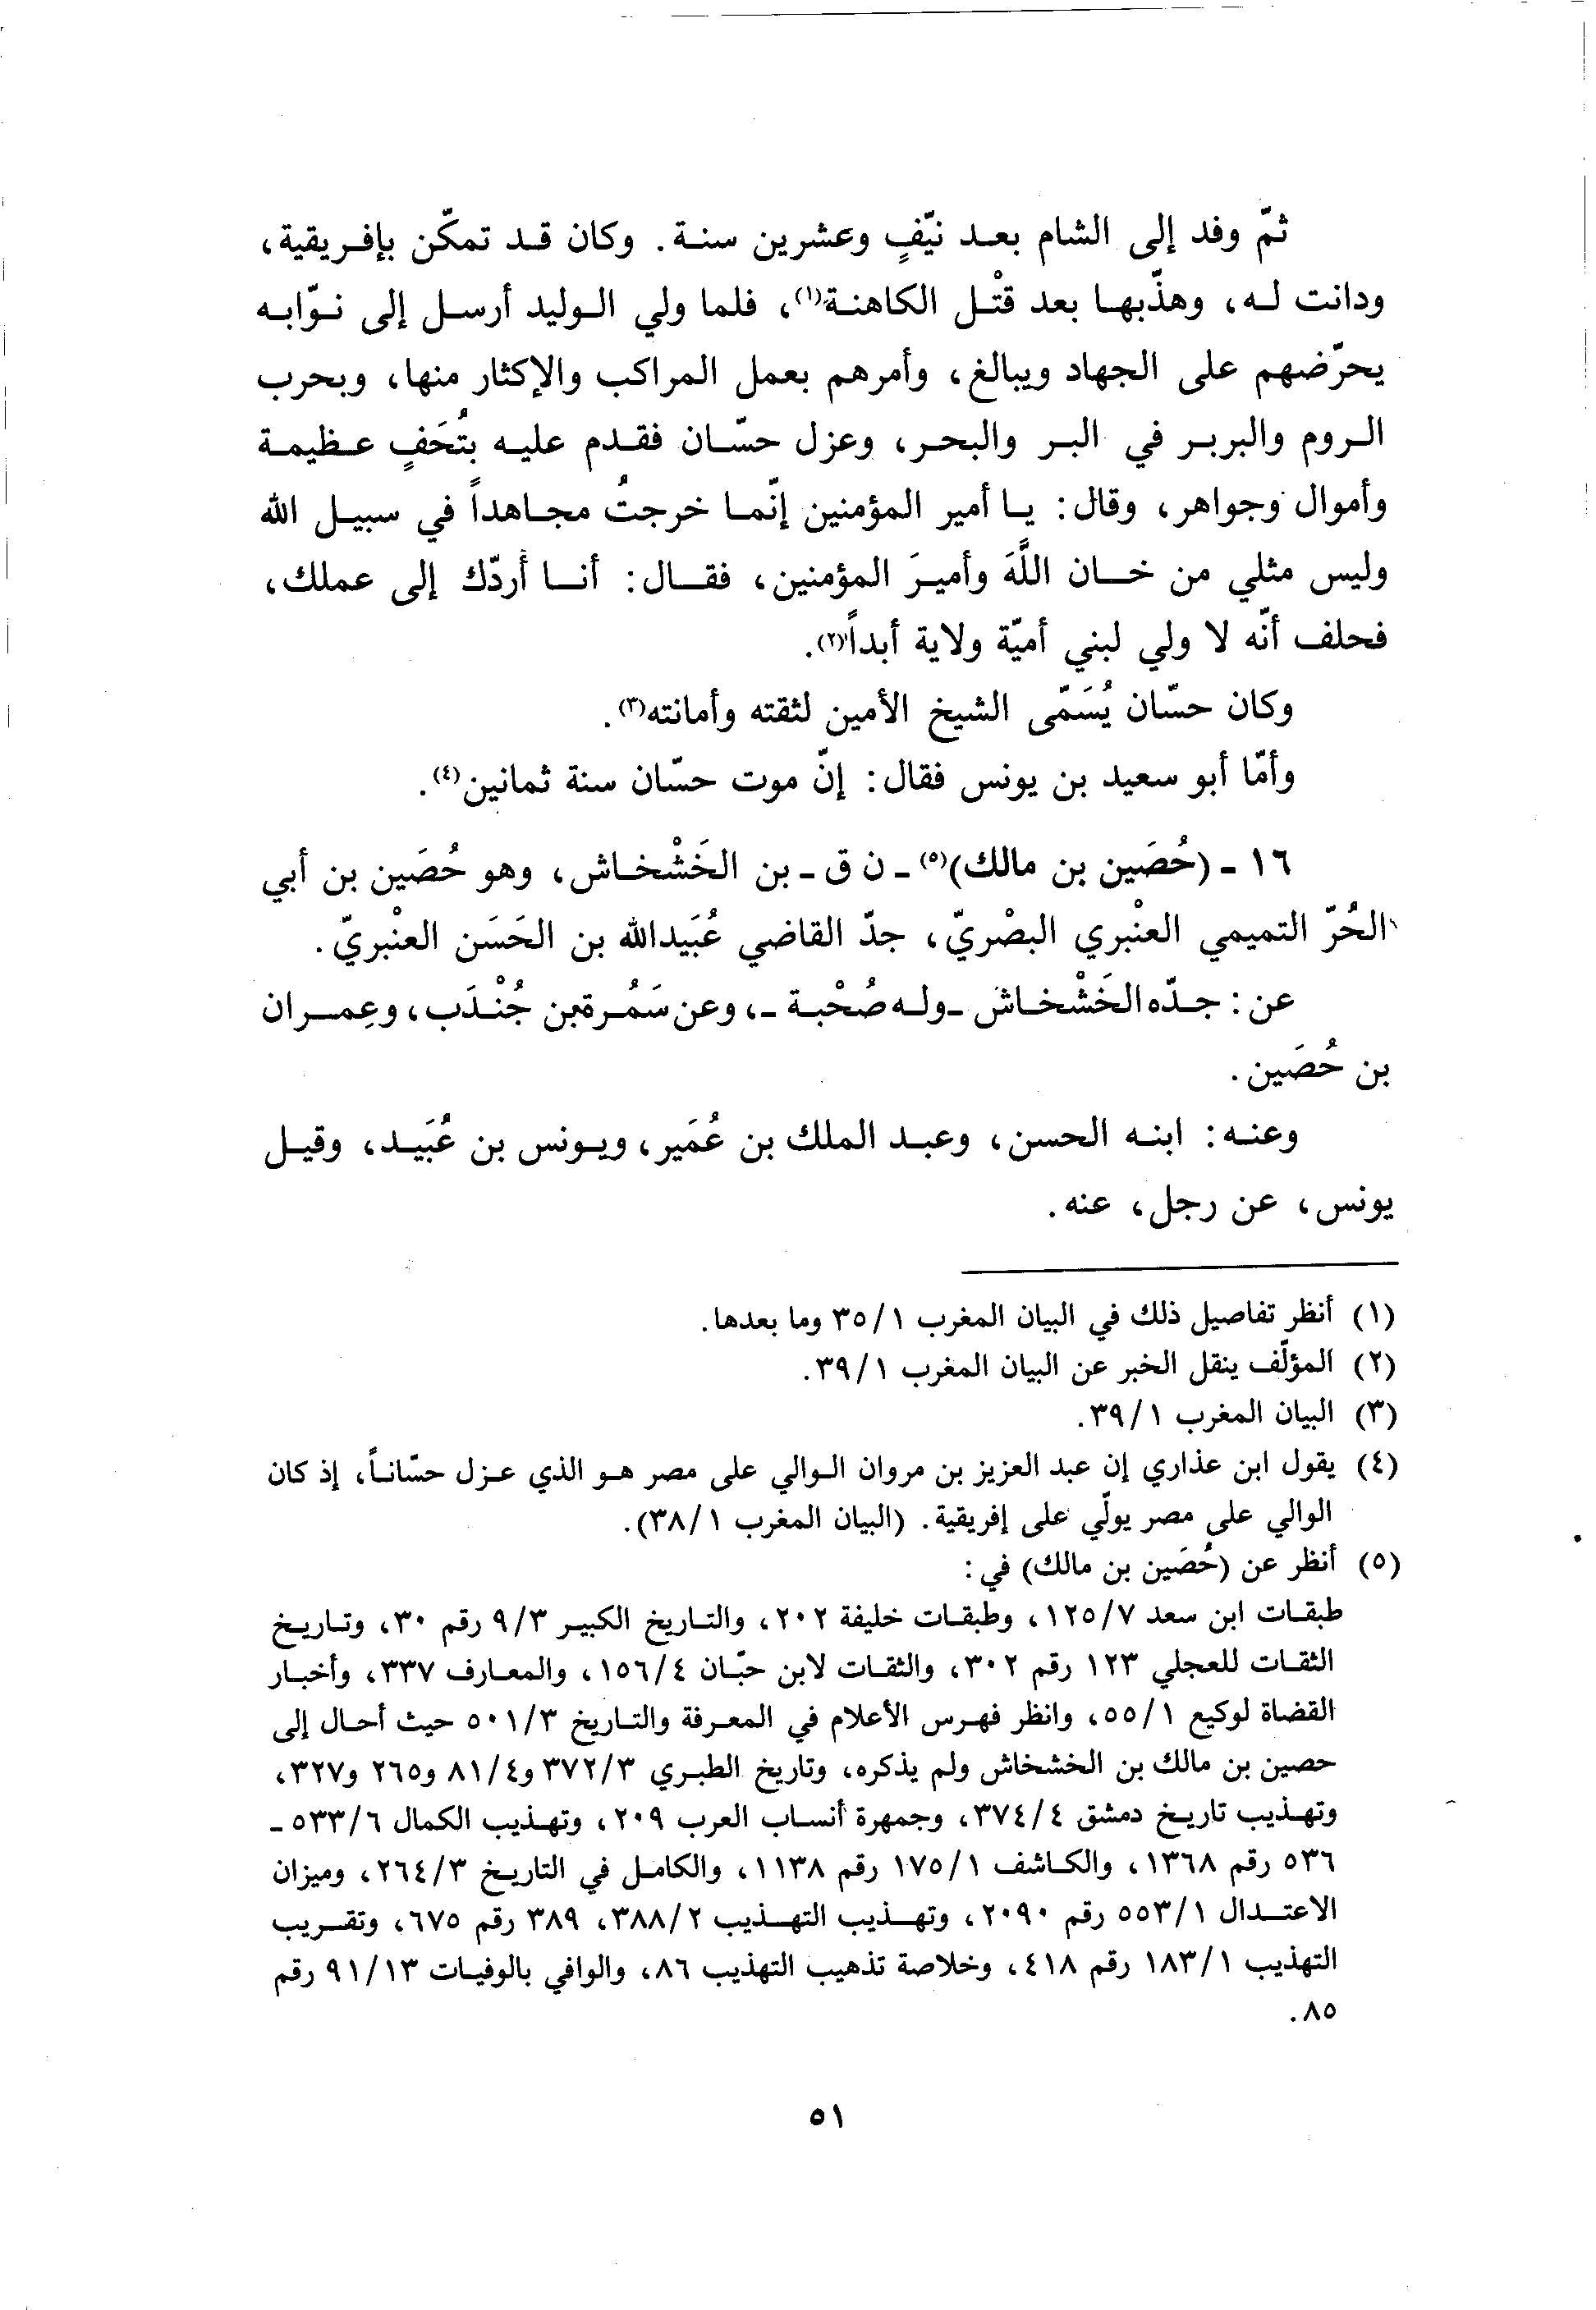 ثمّ وفد إلى الشام بعد نيّفٍ وعشرين سنة. وكان قد تمكّن بإفريقية،
ودانت له، وهذّبها بعد قتْل الكاهنة(١)، فلما ولي الوليد أرسل إلى نوّابه
يحرّضهم على الجهاد ويبالغ، وأمرهم بعمل المراكب والإكثار منها، وبحرب
الروم والبربر في البر والبحر، وعزل حسّان فقدم عليه بتُحَفٍ عظيمة
وأموال وجواهر، وقال: يا أمير المؤمنين إنّما خرجتُ مجاهداً في سبيل الله
وليس مثلي من خان اللَّهَ وأميرَ المؤمنين، فقال: أنا أردّك إلى عملك،
فحلف أنّه لا ولي لبني أميّة ولاية أبداً(٢).
وكان حسّان يُسَمّى الشيخ الأمين لثقته وأمانته(٣).
وأمّا أبو سعيد بن يونس فقال: إنّ موت حسّان سنة ثمانين(٤).
١٦ - (حُصَين بن مالك)(٥) - ن ق - بن الخَشْخاش، وهو حُصَين بن أبي
الحُرّ التميمي العنْبري البصْريّ، جدّ القاضي عُبَيدالله بن الحَسَن العنْبريّ.
عن: جدّه الخَشْخاش - وله صُحْبة -، وعن سَمُرة بن جُنْدَب، وعِمران
بن حُصَين.
وعنه: ابنه الحسن، وعبد الملك بن عُمَير، ويونس بن عُبَيد، وقيل
يونس، عن رجل، عنه.
(١) أنظر تفاصيل ذلك في البيان المغرب ٣٥/١ وما بعدها.
(٢) المؤلّف ينقل الخبر عن البيان المغرب ٣٩/١.
(٣) البيان المغرب ٣٩/١.
(٤) يقول ابن عذاري إن عبد العزيز بن مروان الوالي على مصر هو الذي عزل حسّاناً، إذ كان
الوالي على مصر يولّي على إفريقية. (البيان المغرب ٣٨/١).
(٥) أنظر عن (حُصَين بن مالك) في:
طبقات ابن سعد ١٢٥/٧، وطبقات خليفة ٢٠٢، والتاريخ الكبير ٩/٣ رقم ٣٠، وتاريخ
الثقات للعجلي ١٢٣ رقم ٣٠٢، والثقات لابن حبّان ١٥٦/٤، والمعارف ٣٣٧، وأخبار
القضاة لوكيع ٥٥/١، وانظر فهرس الأعلام في المعرفة والتاريخ ٥٠١/٣ حيث أحال إلى
حصين بن مالك بن الخشخاش ولم يذكره، وتاريخ الطبري ٣٧٢/٣ و٨١/٤ و٢٦٥ و٣٢٧،
وتهذيب تاريخ دمشق ٣٧٤/٤، وجمهرة أنساب العرب ٢٠٩، وتهذيب الكمال ٥٣٣/٦ -
٥٣٦ رقم ١٣٦٨، والكاشف ١٧٥/١ رقم ١١٣٨، والكامل في التاريخ ٢٦٤/٣، وميزان
الاعتدال ٥٥٣/١ رقم ٢٠٩٠، وتهذيب التهذيب ٣٨٨/٢، ٣٨٩ رقم ٦٧٥، وتقريب
التهذيب ١٨٣/١ رقم ٤١٨، وخلاصة تذهيب التهذيب ٨٦، والوافي بالوفيات ٩١/١٣ رقم
٨٥.
٥١